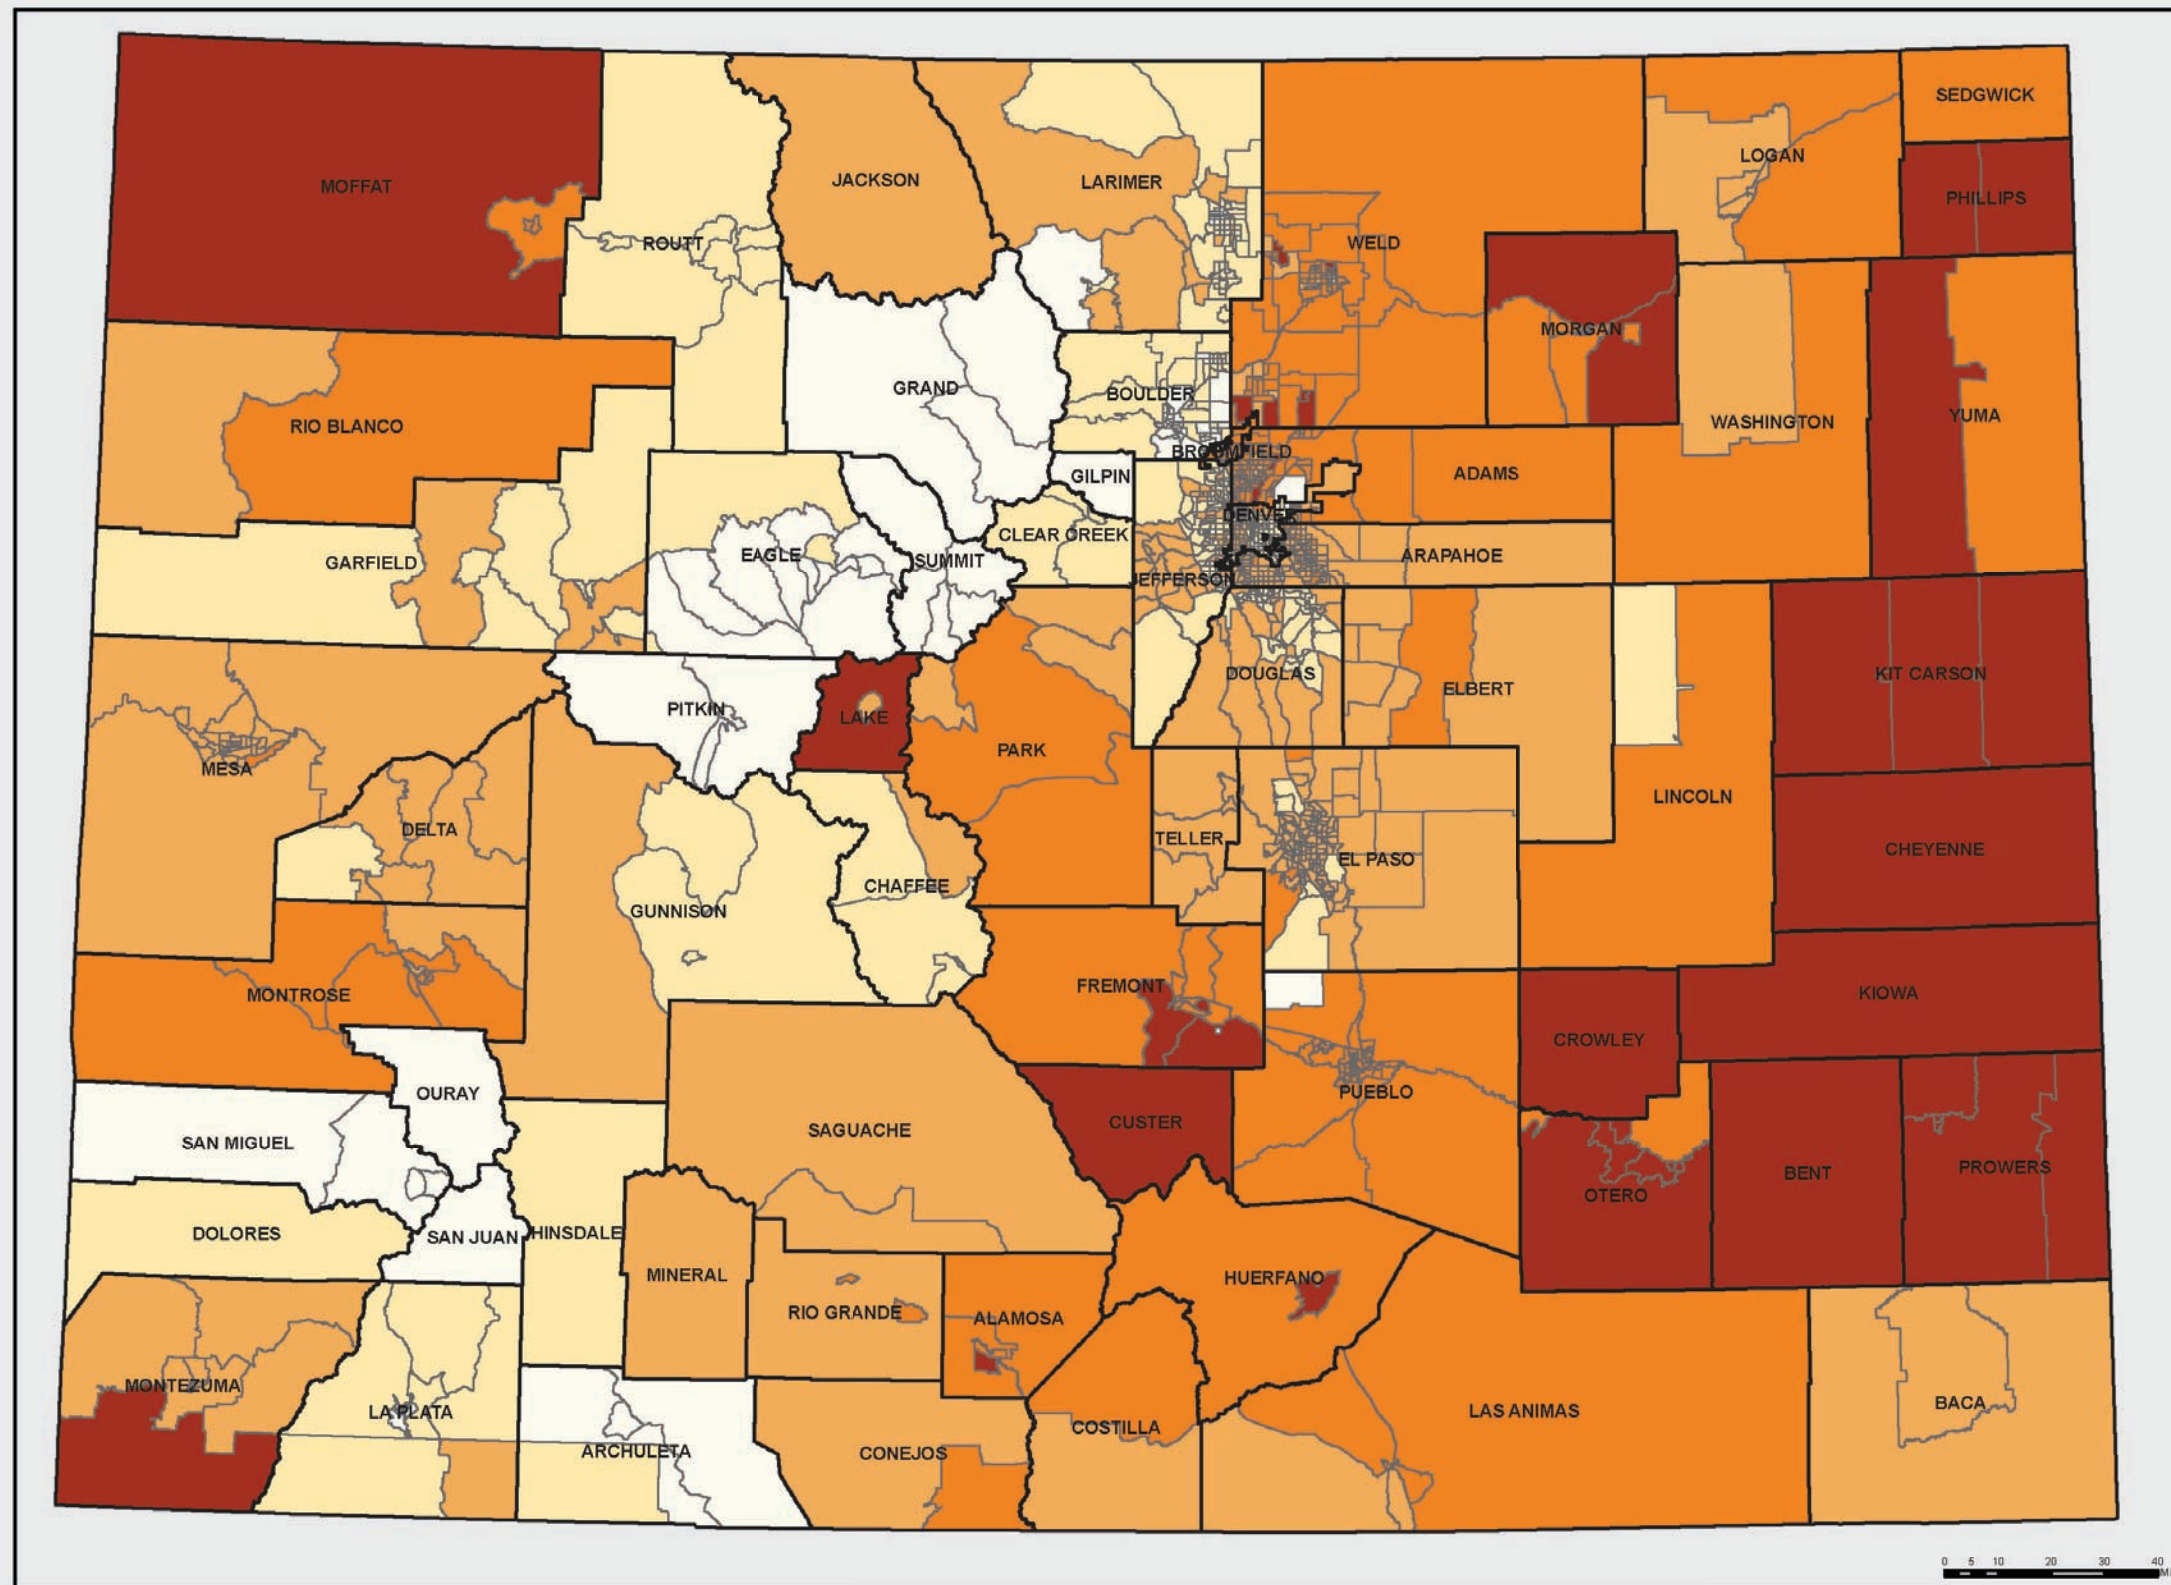 SEDGWICK
LOGAN
JACKSON
LARIMER
MOFFAT
PHILLIPS
ROUTT
WELD
MORGAN
GRAND
BOULDER
YUMA
RIO BLANCO
WASHINGTON
BROOMFIELD
GILPIN
ADAMS
DENVER
CLEAR CREEK
EAGLE
SUMMIT
ARAPAHOE
GARFIELD
JEFFERSON
DOUGLAS
KIT CARSON
ELBERT
PITKIN
LAKE
PARK
MESA
LINCOLN
DELTA
TELLER
CHEYENNE
EL PASO
CHAFFEE
GUNNISON
FREMONT
MONTROSE
KIOWA
CROWLEY
OURAY
PUEBLO
CUSTER
SAGUACHE
SAN MIGUEL
PROWERS
BENT
OTERO
DOLORES
SAN JUAN
HINSDALE
MINERAL
HUERFANO
RIO GRANDE
ALAMOSA
MONTEZUMA
LA PLATA
BACA
LAS ANIMAS
COSTILLA
ARCHULETA
CONEJOS
0 5 10 20 30 40